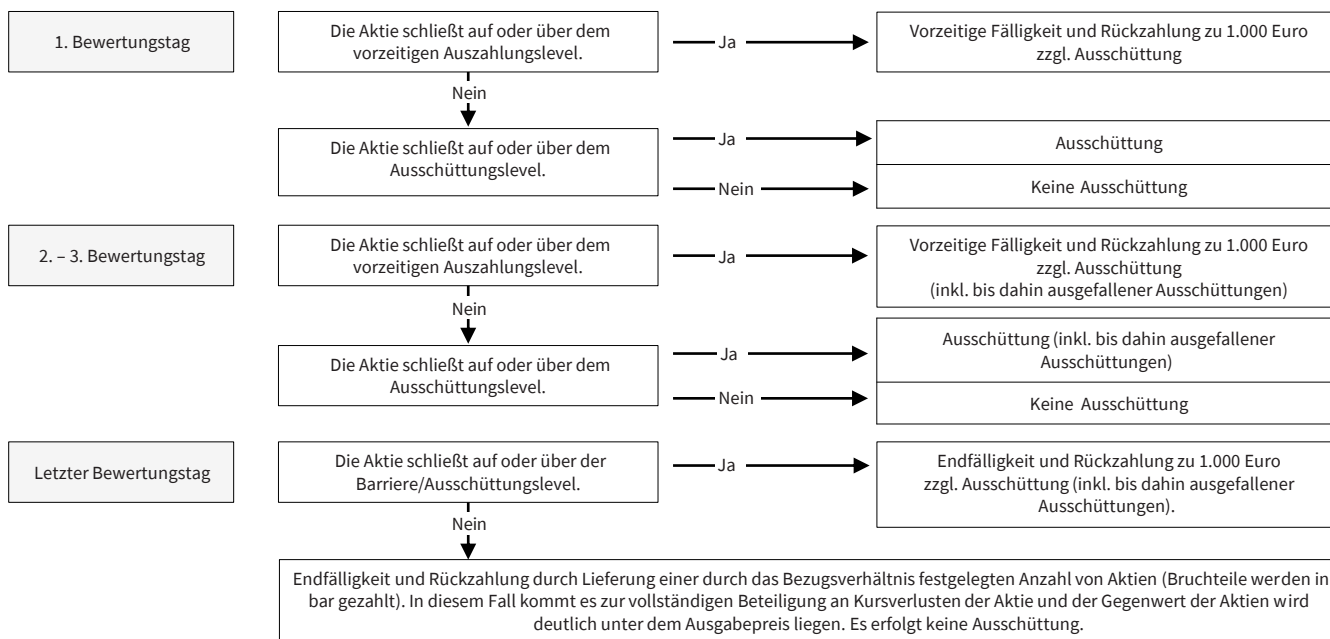 1. Bewertungstag
Die Aktie schließt auf oder über dem
vorzeitigen Auszahlungslevel.
Ja
Vorzeitige Fälligkeit und Rückzahlung zu 1.000 Euro
zzgl. Ausschüttung
Nein
Die Aktie schließt auf oder über dem
Ausschüttungslevel.
Ja
Ausschüttung
Nein
Keine Ausschüttung
2. – 3. Bewertungstag
Die Aktie schließt auf oder über dem
vorzeitigen Auszahlungslevel.
Ja
Vorzeitige Fälligkeit und Rückzahlung zu 1.000 Euro
zzgl. Ausschüttung
(inkl. bis dahin ausgefallener Ausschüttungen)
Nein
Die Aktie schließt auf oder über dem
Ausschüttungslevel.
Ja
Ausschüttung (inkl. bis dahin ausgefallener
Ausschüttungen)
Nein
Keine Ausschüttung
Letzter Bewertungstag
Die Aktie schließt auf oder über der
Barriere/Ausschüttungslevel.
Ja
Endfälligkeit und Rückzahlung zu 1.000 Euro
zzgl. Ausschüttung (inkl. bis dahin ausgefallener
Ausschüttungen).
Nein
Endfälligkeit und Rückzahlung durch Lieferung einer durch das Bezugsverhältnis festgelegten Anzahl von Aktien (Bruchteile werden in
bar gezahlt). In diesem Fall kommt es zur vollständigen Beteiligung an Kursverlusten der Aktie und der Gegenwert der Aktien wird
deutlich unter dem Ausgabepreis liegen. Es erfolgt keine Ausschüttung.